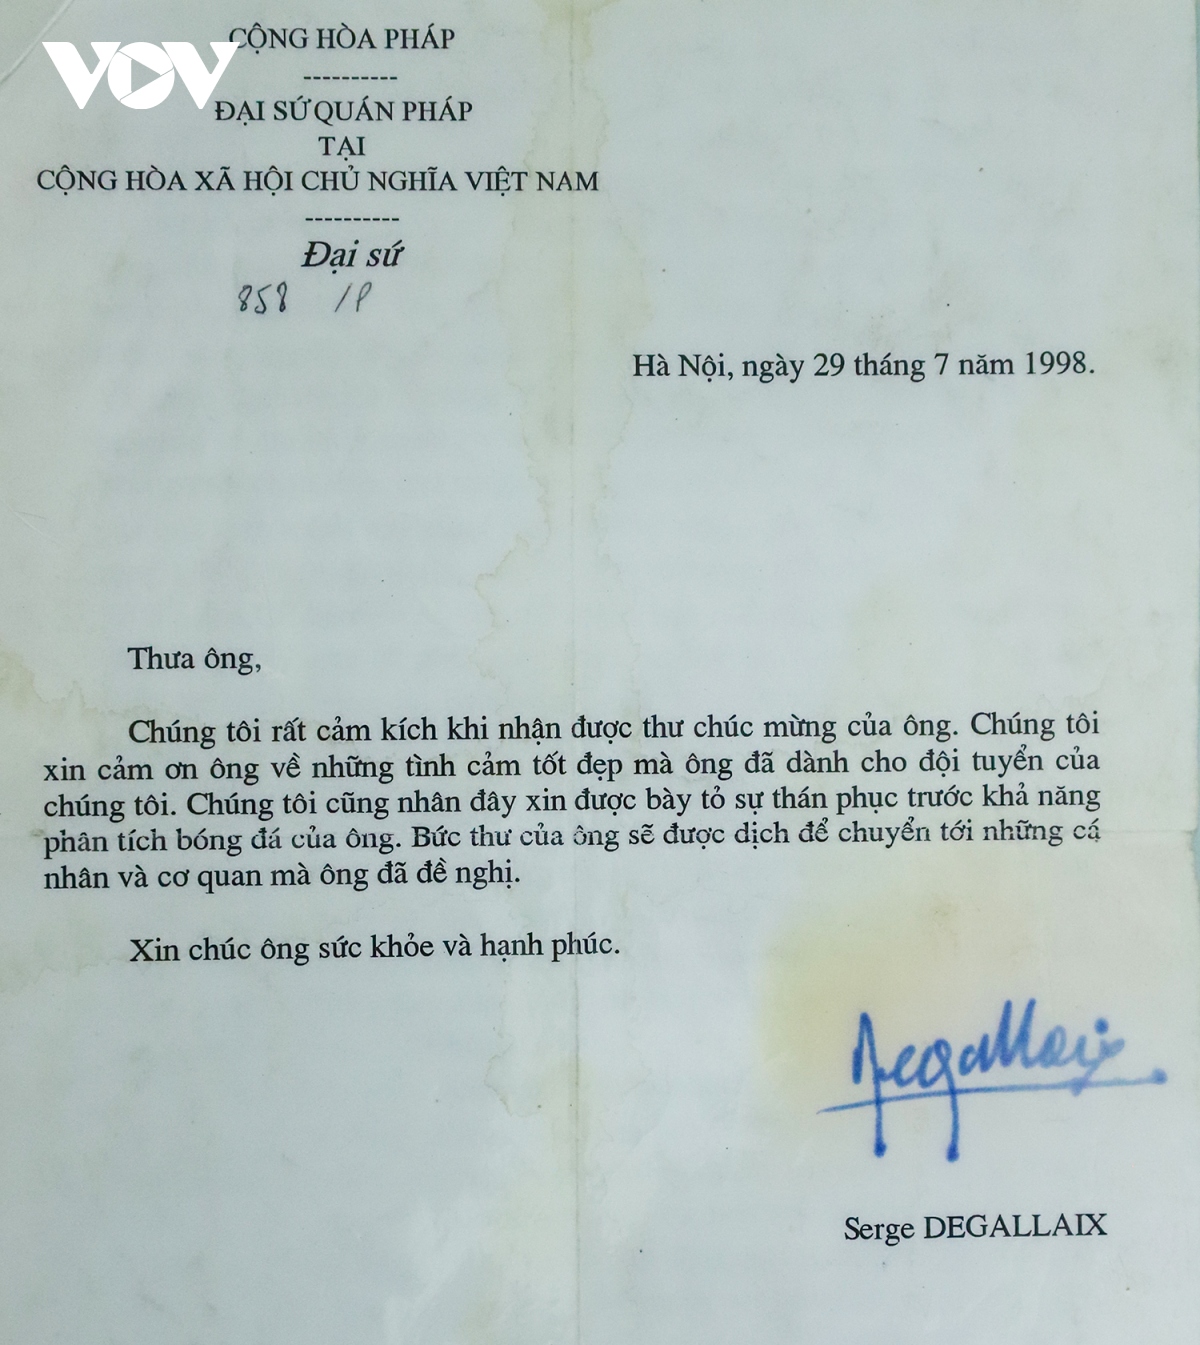 VOV
CỘNG HÒA PHÁP
----------
ĐẠI SỨ QUÁN PHÁP
TẠI
CỘNG HÒA XÃ HỘI CHỦ NGHĨA VIỆT NAM
----------
Đại sứ
858 /P
Hà Nội, ngày 29 tháng 7 năm 1998.
Thưa ông,
Chúng tôi rất cảm kích khi nhận được thư chúc mừng của ông. Chúng tôi
xin cảm ơn ông về những tình cảm tốt đẹp mà ông đã dành cho đội tuyển của
chúng tôi. Chúng tôi cũng nhân đây xin được bày tỏ sự thán phục trước khả năng
phân tích bóng đá của ông. Bức thư của ông sẽ được dịch để chuyển tới những cá
nhân và cơ quan mà ông đã đề nghị.
Xin chúc ông sức khỏe và hạnh phúc.
Degallaix
Serge DEGALLAIX